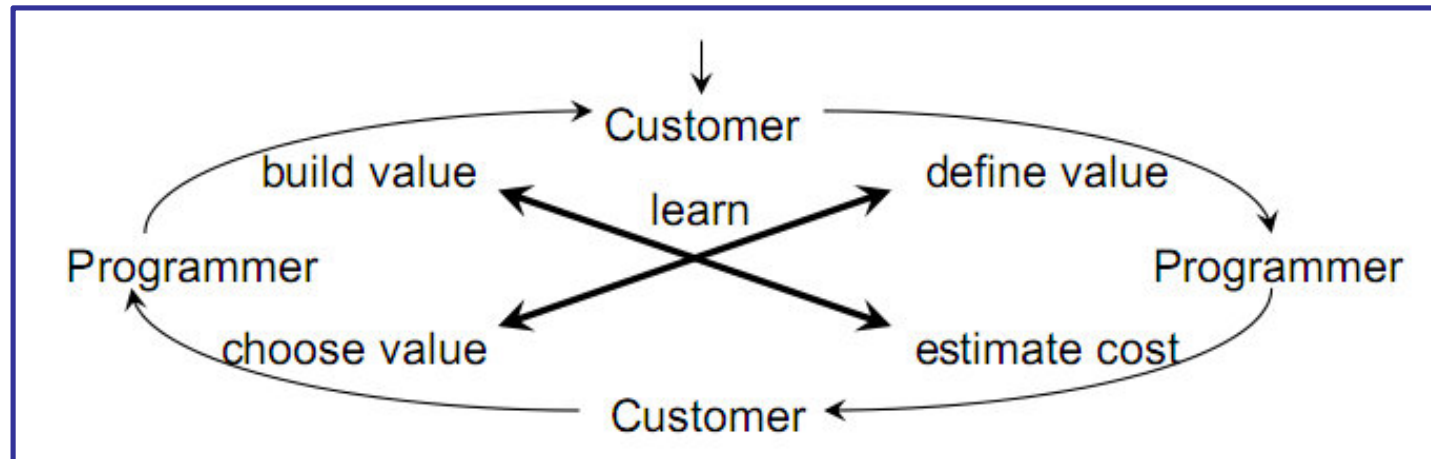 Customer
build value
define value
learn
Programmer
Programmer
choose value
estimate cost
Customer